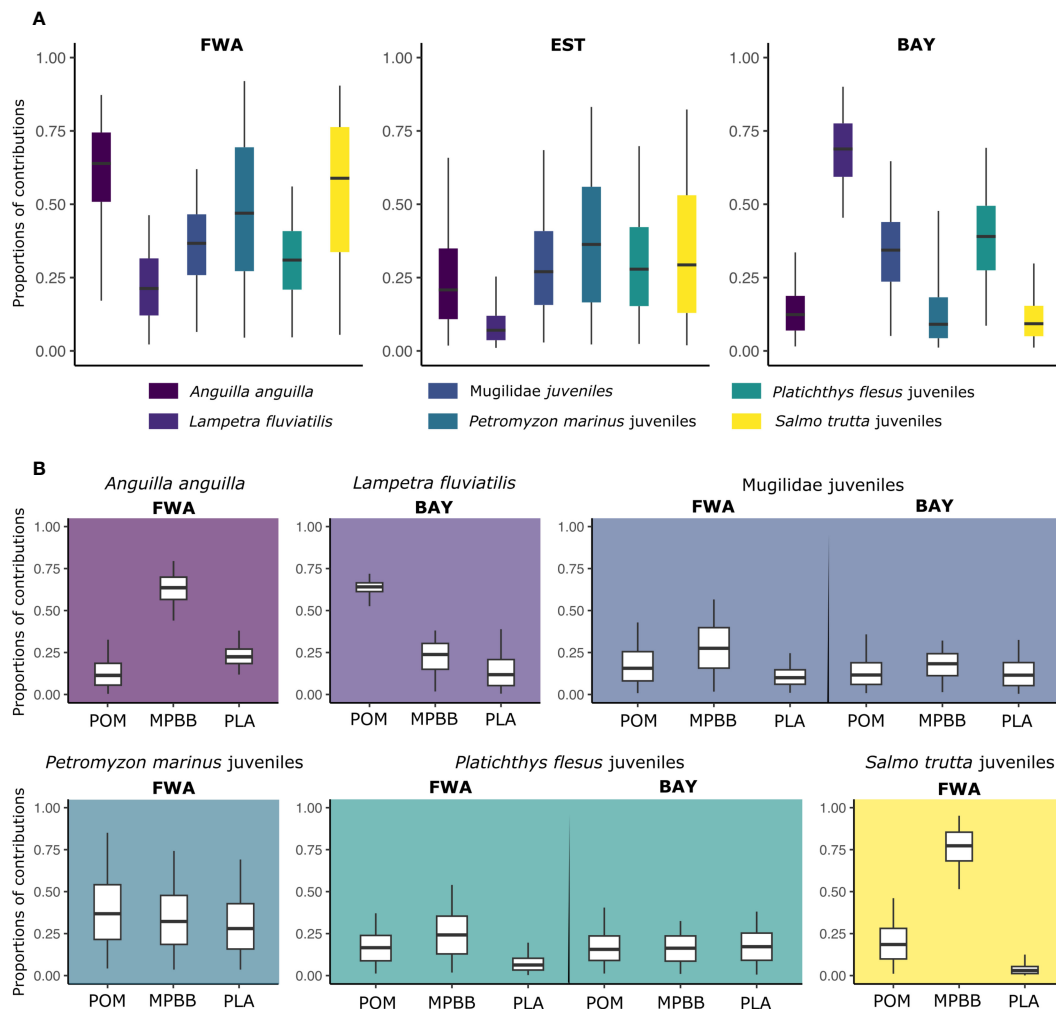 A
FWA
EST
BAY
Proportions of contributions
1.00
0.75
0.50
0.25
0.00
1.00
0.75
0.50
0.25
0.00
1.00
0.75
0.50
0.25
0.00
Anguilla anguilla
Mugilidae juveniles
Platichthys flesus juveniles
Lampetra fluviatilis
Petromyzon marinus juveniles
Salmo trutta juveniles
B
Anguilla anguilla
Lampetra fluviatilis
Mugilidae juveniles
FWA
BAY
FWA
BAY
Proportions of contributions
1.00
0.75
0.50
0.25
0.00
1.00
0.75
0.50
0.25
0.00
1.00
0.75
0.50
0.25
0.00
POM MPBB PLA
POM MPBB PLA
POM MPBB PLA POM MPBB PLA
Petromyzon marinus juveniles
Platichthys flesus juveniles
Salmo trutta juveniles
FWA
FWA
BAY
FWA
Proportions of contributions
1.00
0.75
0.50
0.25
0.00
1.00
0.75
0.50
0.25
0.00
1.00
0.75
0.50
0.25
0.00
POM MPBB PLA
POM MPBB PLA POM MPBB PLA
POM MPBB PLA